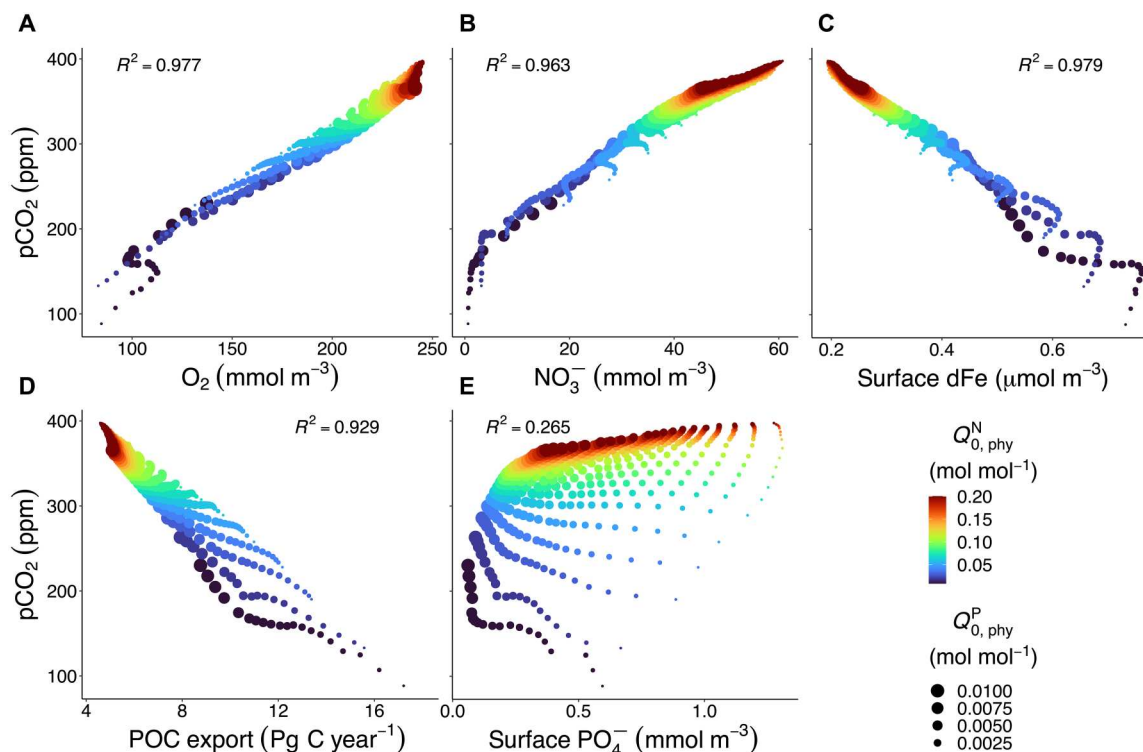 A
B
C
R² = 0.977
R² = 0.963
R² = 0.979
400
300
200
100
pCO₂ (ppm)
100 150 200 250
0 20 40 60
0.2 0.4 0.6
O₂ (mmol m⁻³)
NO₃⁻ (mmol m⁻³)
Surface dFe (μmol m⁻³)
D
E
R² = 0.929
R² = 0.265
400
300
200
100
pCO₂ (ppm)
4 8 12 16
0.0 0.5 1.0
POC export (Pg C year⁻¹)
Surface PO₄⁻ (mmol m⁻³)
Q₀,ₚₕᵧᴺ
(mol mol⁻¹)
0.20
0.15
0.10
0.05
Q₀,ₚₕᵧᴾ
(mol mol⁻¹)
0.0100
0.0075
0.0050
0.0025